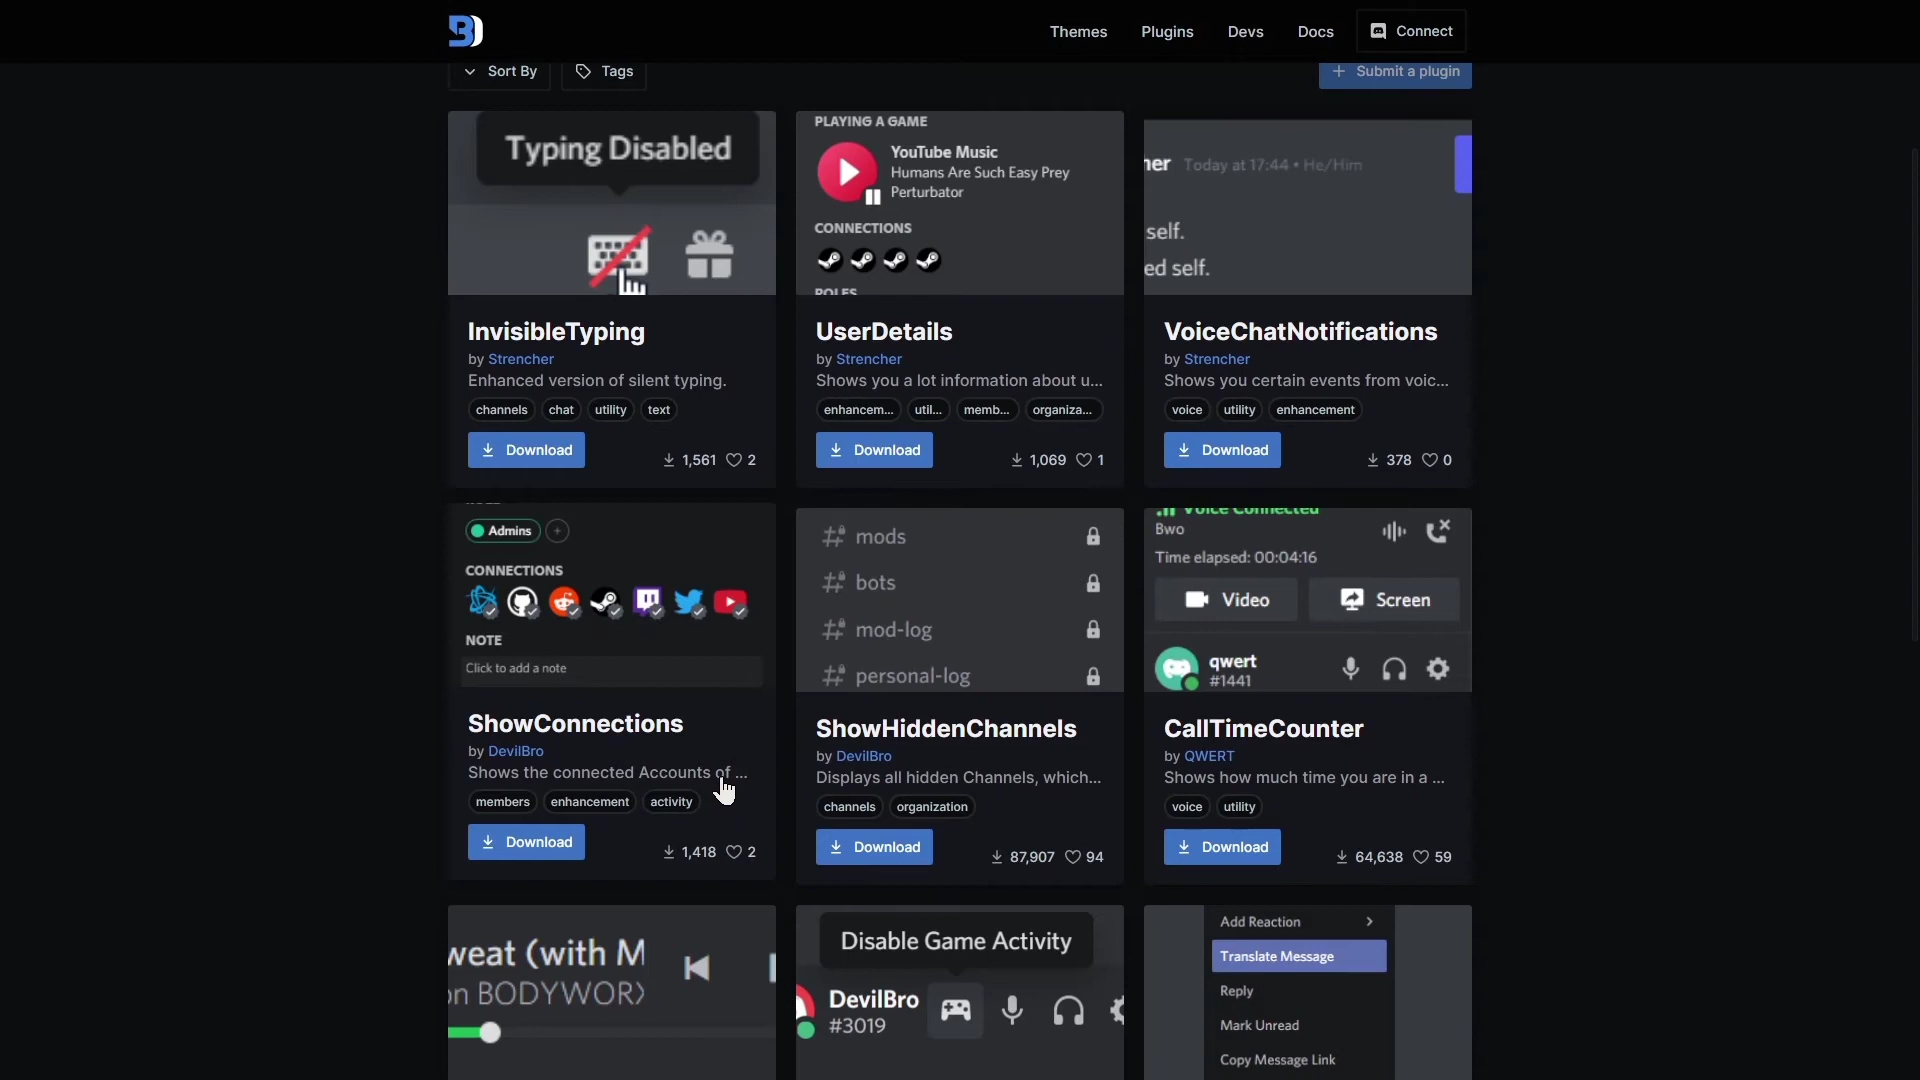 Themes
Plugins
Devs
Docs
Connect
Sort By
Tags
+ Submit a plugin
Typing Disabled
InvisibleTyping
by Strencher
Enhanced version of silent typing.
channels chat utility text
Download
1,561 2
PLAYING A GAME
YouTube Music
Humans Are Such Easy Prey
Perturbator
CONNECTIONS
ROLES
UserDetails
by Strencher
Shows you a lot information about u...
enhancem... util... memb... organiza...
Download
1,069 1
ner Today at 17:44 • He/Him
self.
ed self.
VoiceChatNotifications
by Strencher
Shows you certain events from voic...
voice utility enhancement
Download
378 0
Admins +
CONNECTIONS
NOTE
Click to add a note
ShowConnections
by DevilBro
Shows the connected Accounts of ...
members enhancement activity
Download
1,418 2
mods
bots
mod-log
personal-log
ShowHiddenChannels
by DevilBro
Displays all hidden Channels, which...
channels organization
Download
87,907 94
Voice Connected
Bwo
Time elapsed: 00:04:16
Video Screen
qwert
#1441
CallTimeCounter
by QWERT
Shows how much time you are in a ...
voice utility
Download
64,638 59
weat (with M
on BODYWOR
Disable Game Activity
DevilBro
#3019
Add Reaction
Translate Message
Reply
Mark Unread
Copy Message Link